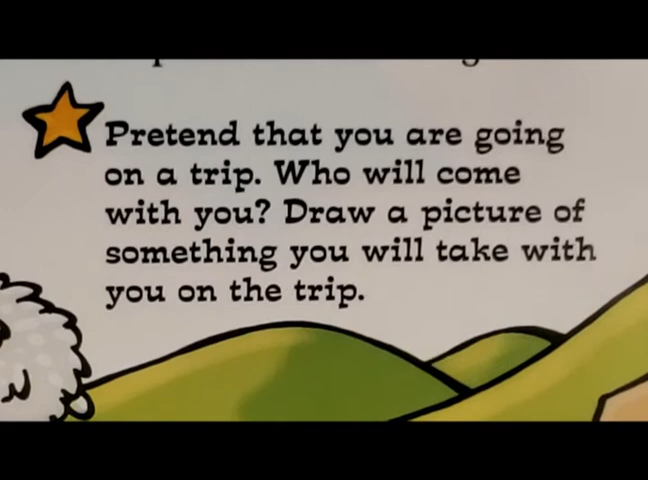 Pretend that you are going
on a trip. Who will come
with you? Draw a picture of
something you will take with
you on the trip.